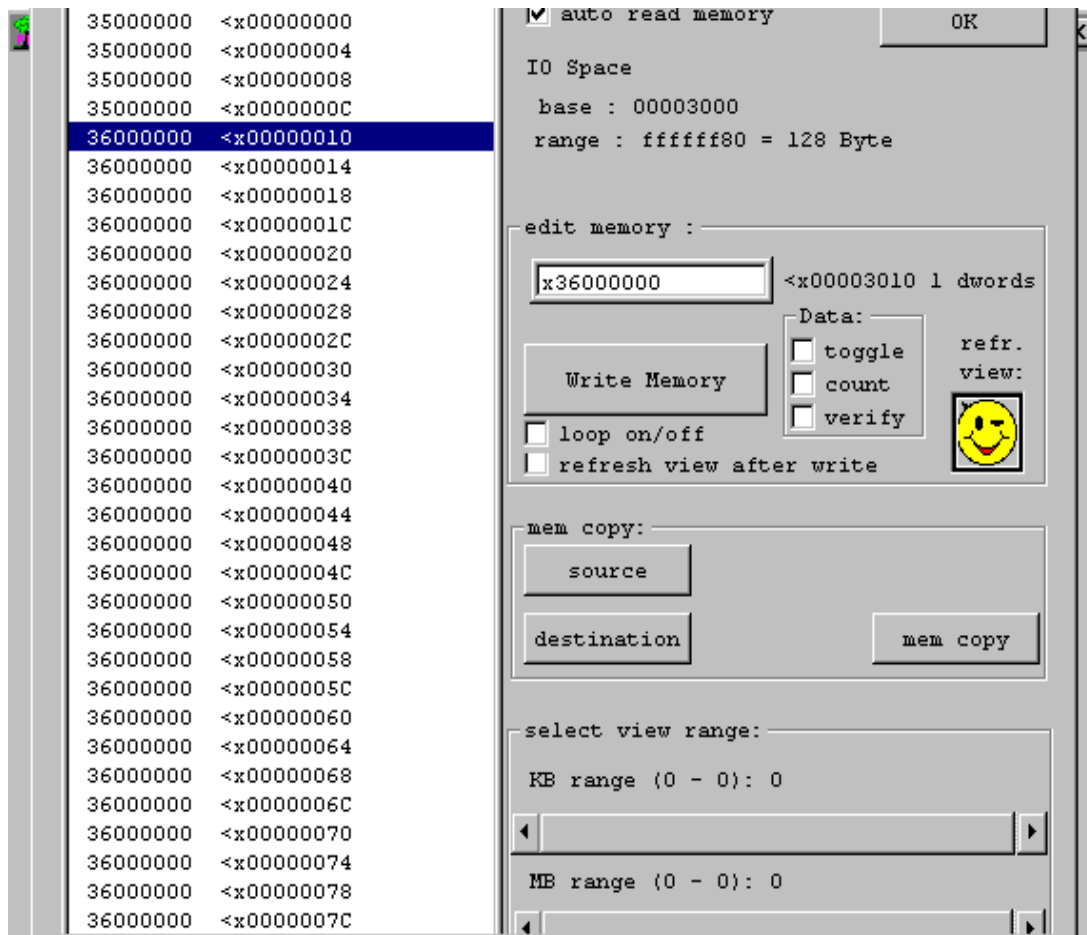 35000000 <x00000000
35000000 <x00000004
35000000 <x00000008
35000000 <x0000000C
36000000 <x00000010
36000000 <x00000014
36000000 <x00000018
36000000 <x0000001C
36000000 <x00000020
36000000 <x00000024
36000000 <x00000028
36000000 <x0000002C
36000000 <x00000030
36000000 <x00000034
36000000 <x00000038
36000000 <x0000003C
36000000 <x00000040
36000000 <x00000044
36000000 <x00000048
36000000 <x0000004C
36000000 <x00000050
36000000 <x00000054
36000000 <x00000058
36000000 <x0000005C
36000000 <x00000060
36000000 <x00000064
36000000 <x00000068
36000000 <x0000006C
36000000 <x00000070
36000000 <x00000074
36000000 <x00000078
36000000 <x0000007C
auto read memory
OK
IO Space
base : 00003000
range : ffffff80 = 128 Byte
edit memory :
x36000000 <x00003010 1 dwords
Data:
toggle
count
verify
refr.
view:
Write Memory
loop on/off
refresh view after write
mem copy:
source
destination
mem copy
select view range:
KB range (0 - 0): 0
MB range (0 - 0): 0